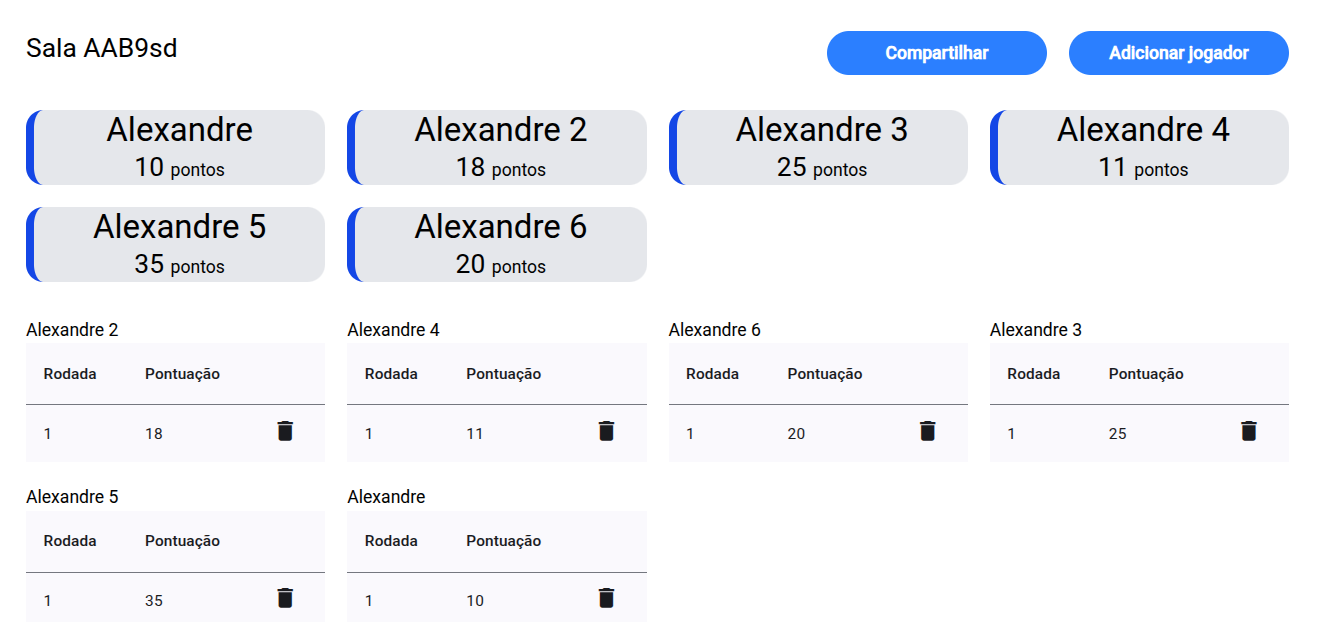 Sala AAB9sd
Compartilhar
Adicionar jogador
Alexandre
10 pontos
Alexandre 2
18 pontos
Alexandre 3
25 pontos
Alexandre 4
11 pontos
Alexandre 5
35 pontos
Alexandre 6
20 pontos
Alexandre 2
Rodada Pontuação
1 18
Alexandre 4
Rodada Pontuação
1 11
Alexandre 6
Rodada Pontuação
1 20
Alexandre 3
Rodada Pontuação
1 25
Alexandre 5
Rodada Pontuação
1 35
Alexandre
Rodada Pontuação
1 10